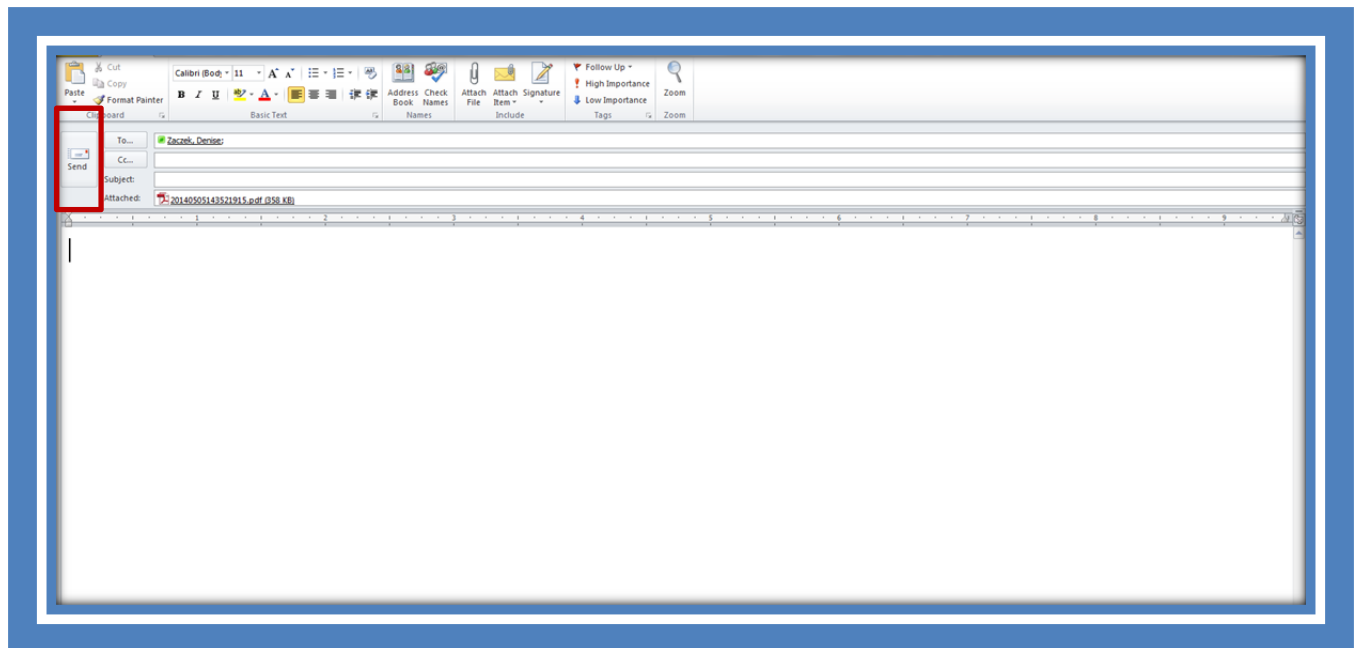 Cut
Copy
Paste
Format Painter
Clipboard
Calibri (Body 11
B I U
Basic Text
Address Book
Check Names
Names
Attach File
Attach Item
Signature
Include
Follow Up
High Importance
Low Importance
Tags
Zoom
Zoom
Send
To...
Zaczek, Denise;
Cc...
Subject:
Attached:
20140505143521915.pdf (358 KB)
1 2 3 4 5 6 7 8 9